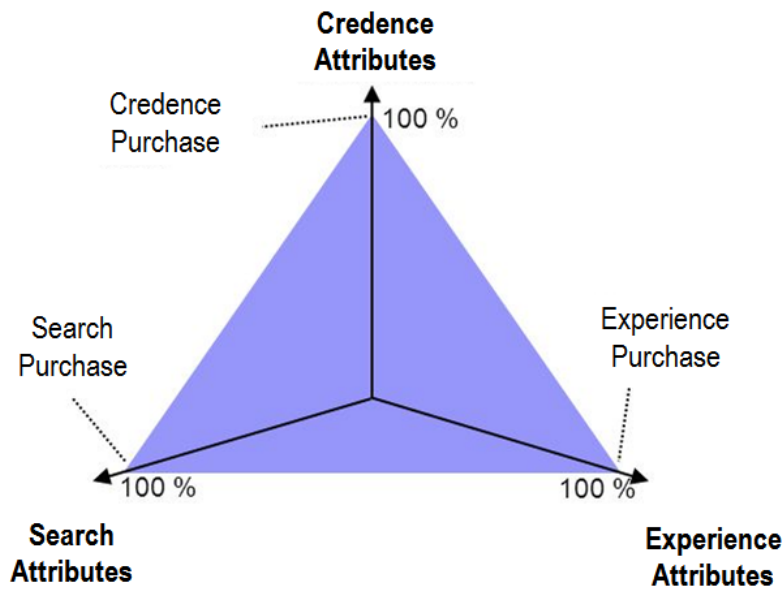 Credence
Attributes
Credence
Purchase
100 %
Search
Purchase
Experience
Purchase
100 %
100 %
Search
Attributes
Experience
Attributes